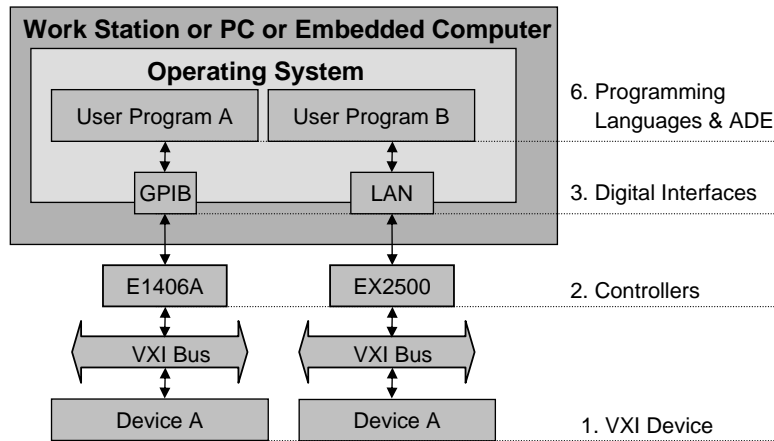 Work Station or PC or Embedded Computer
Operating System
User Program A
User Program B
6. Programming
Languages & ADE
GPIB
LAN
3. Digital Interfaces
E1406A
EX2500
2. Controllers
VXI Bus
VXI Bus
Device A
Device A
1. VXI Device